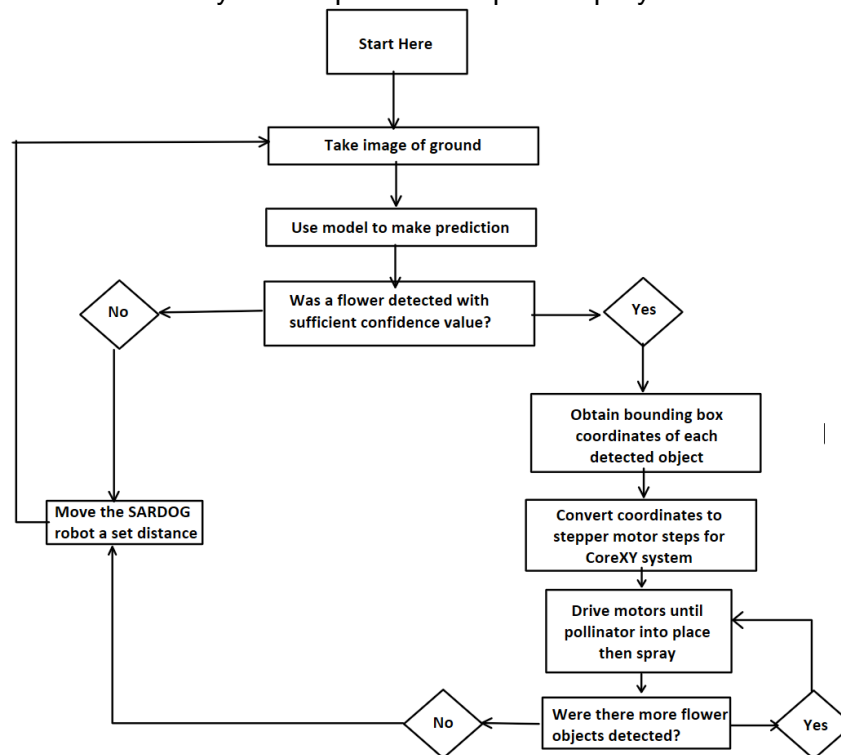 Start Here
Take image of ground
Use model to make prediction
Was a flower detected with
sufficient confidence value?
No
Yes
Obtain bounding box
coordinates of each
detected object
Convert coordinates to
stepper motor steps for
CoreXY system
Move the SARDOG
robot a set distance
Drive motors until
pollinator into place
then spray
Were there more flower
objects detected?
No
Yes